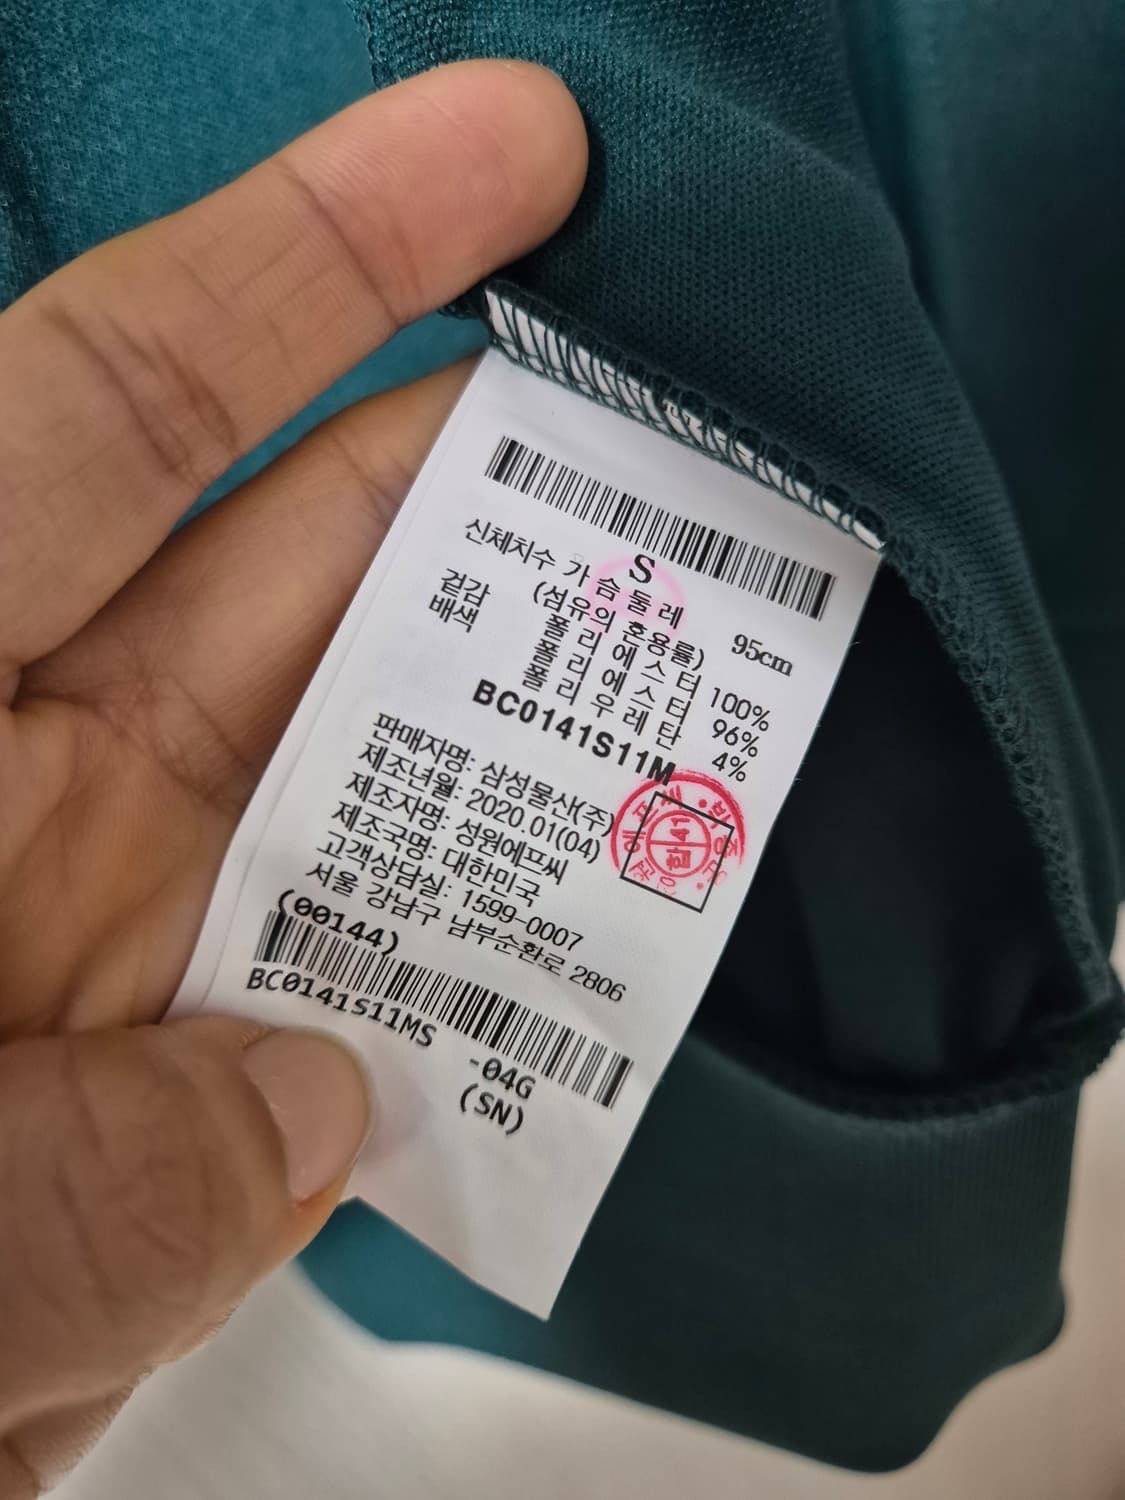 S
신체치수 가슴둘레 95cm
(섬유의 혼용률)
겉감 폴리에스터 100%
배색 폴리에스터 96%
폴리우레탄 4%
BC0141S11M
판매자명: 삼성물산(주)
제조년월: 2020.01(04)
제조자명: 성원에프씨
제조국명: 대한민국
고객상담실: 1599-0007
서울 강남구 남부순환로 2806
(00144)
BC0141S11MS -04G
(SN)